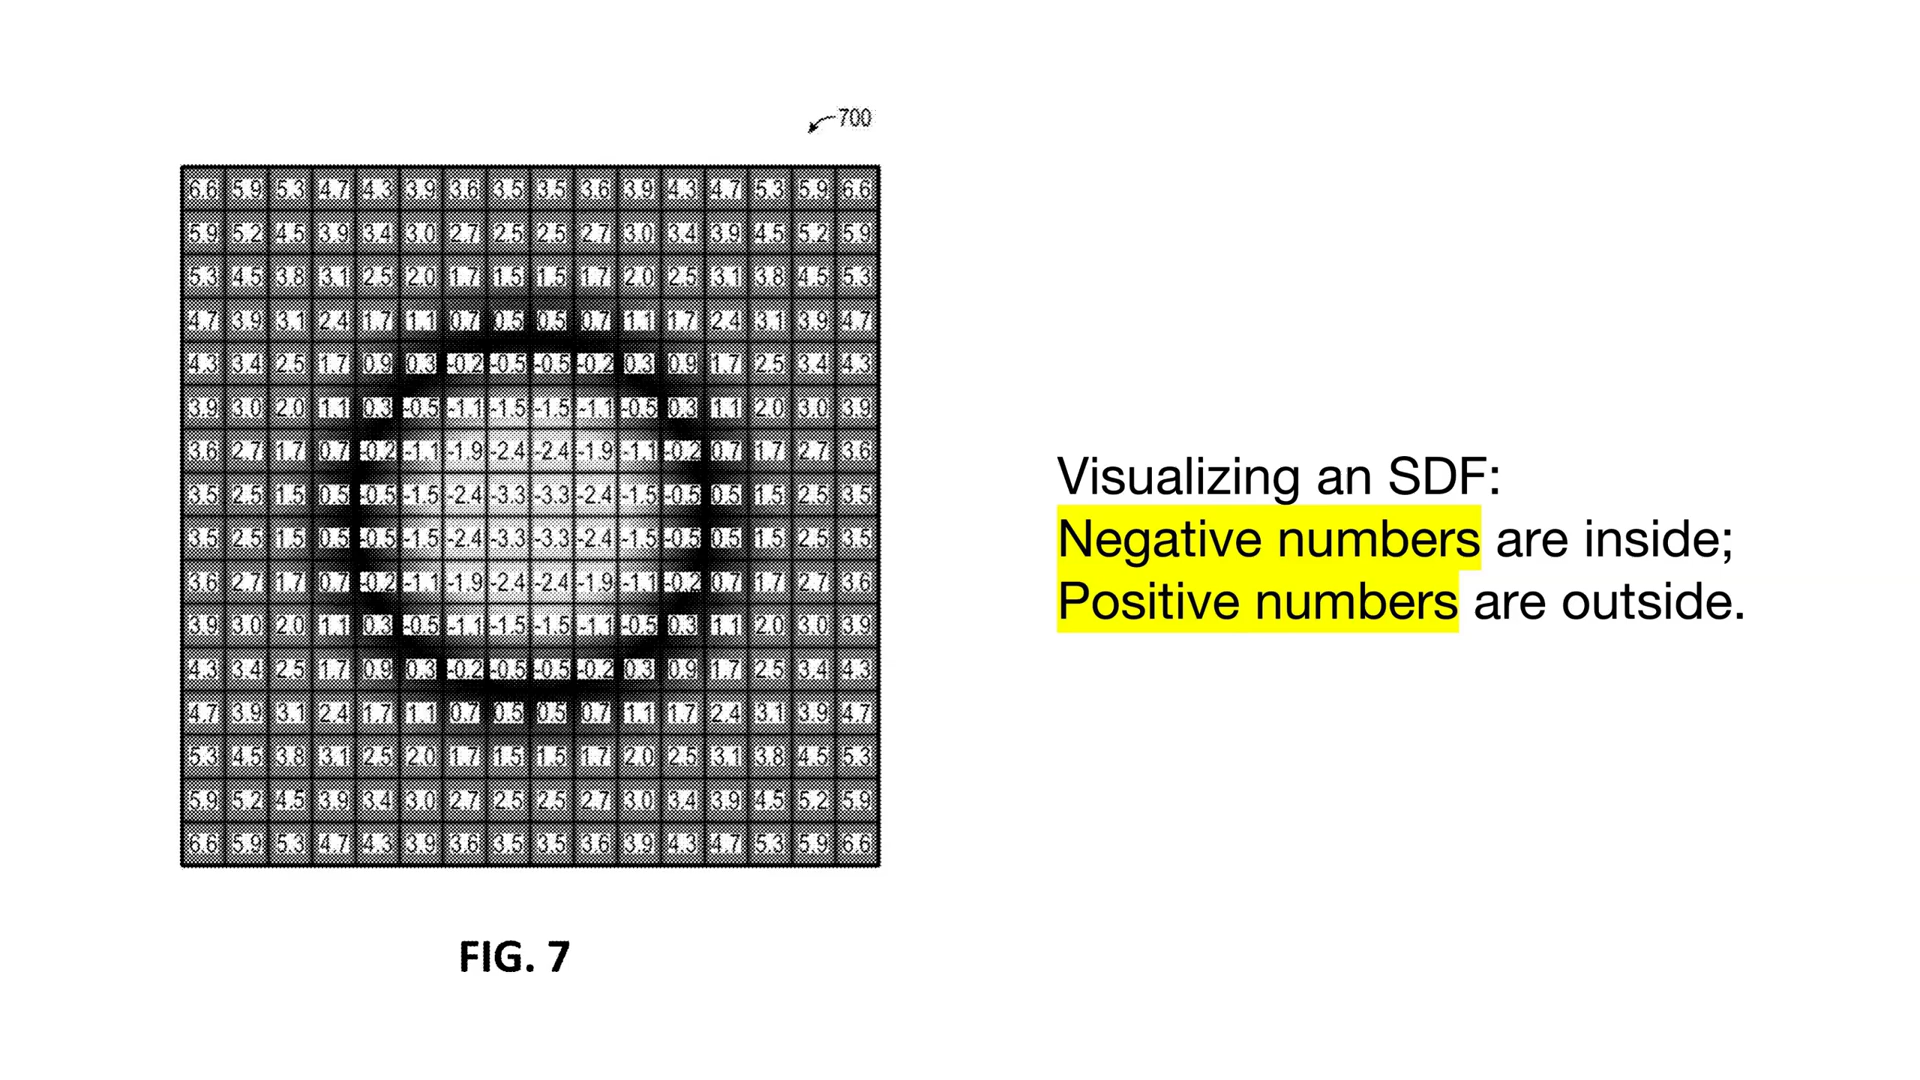 700
6.6 5.9 5.3 4.7 4.3 3.9 3.6 3.5 3.5 3.6 3.9 4.3 4.7 5.3 5.9 6.6
5.9 5.2 4.5 3.9 3.4 3.0 2.7 2.5 2.5 2.7 3.0 3.4 3.9 4.5 5.2 5.9
5.3 4.5 3.8 3.1 2.5 2.0 1.7 1.5 1.5 1.7 2.0 2.5 3.1 3.8 4.5 5.3
4.7 3.9 3.1 2.4 1.7 1.1 0.7 0.5 0.5 0.7 1.1 1.7 2.4 3.1 3.9 4.7
4.3 3.4 2.5 1.7 0.9 0.3 -0.2 -0.5 -0.5 -0.2 0.3 0.9 1.7 2.5 3.4 4.3
3.9 3.0 2.0 1.1 0.3 -0.5 -1.1 -1.5 -1.5 -1.1 -0.5 0.3 1.1 2.0 3.0 3.9
3.6 2.7 1.7 0.7 -0.2 -1.1 -1.9 -2.4 -2.4 -1.9 -1.1 -0.2 0.7 1.7 2.7 3.6
3.5 2.5 1.5 0.5 -0.5 -1.5 -2.4 -3.3 -3.3 -2.4 -1.5 -0.5 0.5 1.5 2.5 3.5
3.5 2.5 1.5 0.5 -0.5 -1.5 -2.4 -3.3 -3.3 -2.4 -1.5 -0.5 0.5 1.5 2.5 3.5
3.6 2.7 1.7 0.7 -0.2 -1.1 -1.9 -2.4 -2.4 -1.9 -1.1 -0.2 0.7 1.7 2.7 3.6
3.9 3.0 2.0 1.1 0.3 -0.5 -1.1 -1.5 -1.5 -1.1 -0.5 0.3 1.1 2.0 3.0 3.9
4.3 3.4 2.5 1.7 0.9 0.3 -0.2 -0.5 -0.5 -0.2 0.3 0.9 1.7 2.5 3.4 4.3
4.7 3.9 3.1 2.4 1.7 1.1 0.7 0.5 0.5 0.7 1.1 1.7 2.4 3.1 3.9 4.7
5.3 4.5 3.8 3.1 2.5 2.0 1.7 1.5 1.5 1.7 2.0 2.5 3.1 3.8 4.5 5.3
5.9 5.2 4.5 3.9 3.4 3.0 2.7 2.5 2.5 2.7 3.0 3.4 3.9 4.5 5.2 5.9
6.6 5.9 5.3 4.7 4.3 3.9 3.6 3.5 3.5 3.6 3.9 4.3 4.7 5.3 5.9 6.6
FIG. 7
Visualizing an SDF:
Negative numbers are inside;
Positive numbers are outside.